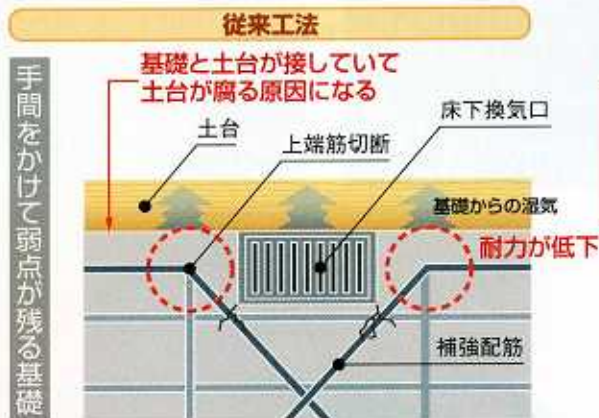 従来工法
手間をかけて弱点が残る基礎
基礎と土台が接していて
土台が腐る原因になる
土台
上端筋切断
床下換気口
基礎からの湿気
耐力が低下
補強配筋